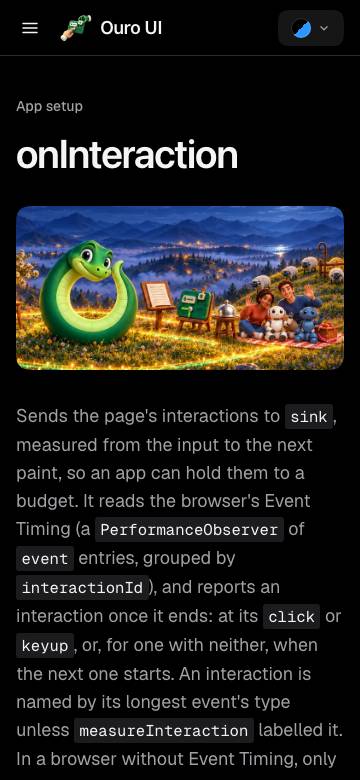 Ouro UI
App setup
onInteraction
Sends the page's interactions to sink,
measured from the input to the next
paint, so an app can hold them to a
budget. It reads the browser's Event
Timing (a PerformanceObserver of
event entries, grouped by
interactionId), and reports an
interaction once it ends: at its click or
keyup, or, for one with neither, when
the next one starts. An interaction is
named by its longest event's type
unless measureInteraction labelled it.
In a browser without Event Timing, only